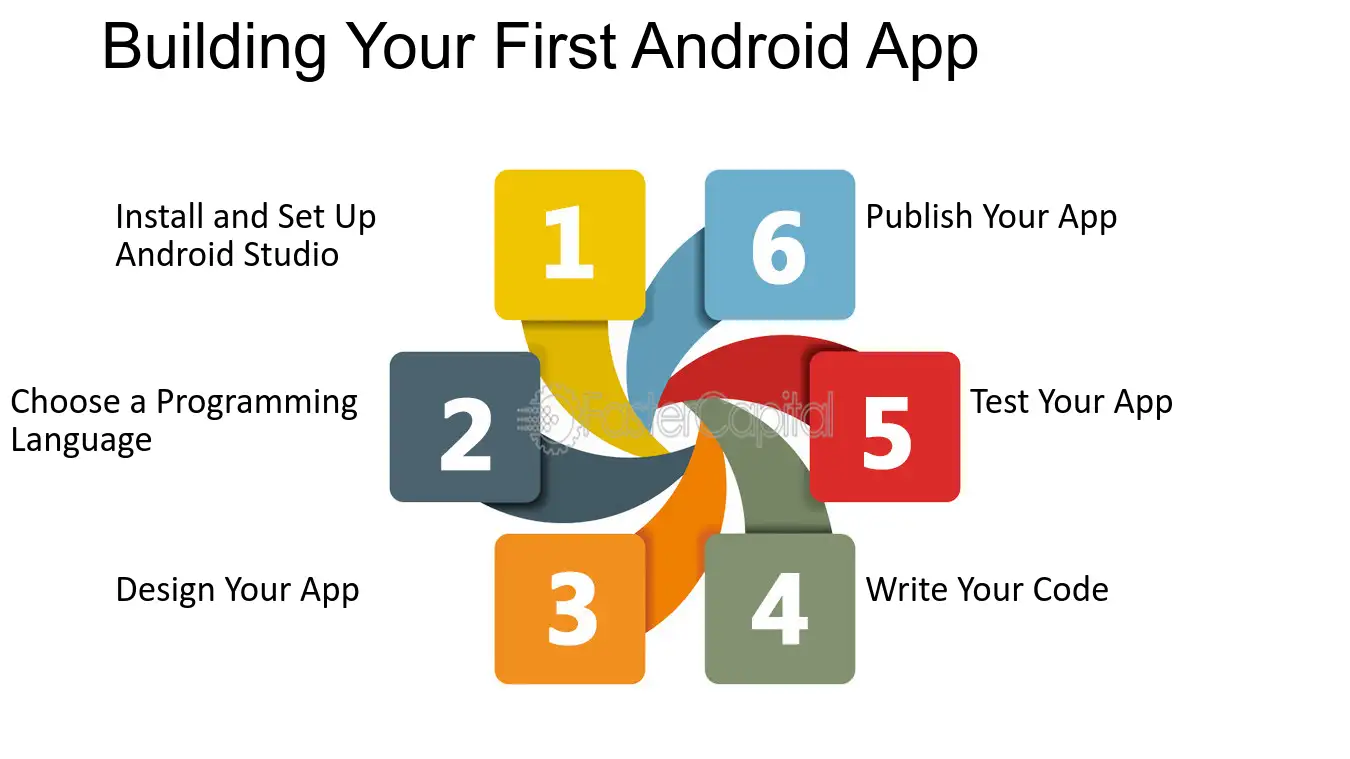 Building Your First Android App
1
Install and Set Up
Android Studio
2
Choose a Programming
Language
3
Design Your App
4
Write Your Code
5
Test Your App
6
Publish Your App
FasterCapital